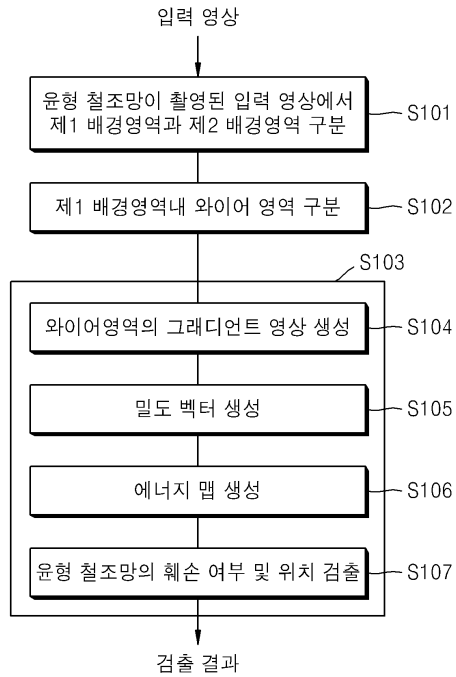 입력 영상
윤형 철조망이 촬영된 입력 영상에서
제1 배경영역과 제2 배경영역 구분
S101
제1 배경영역내 와이어 영역 구분
S102
S103
와이어영역의 그래디언트 영상 생성
S104
밀도 벡터 생성
S105
에너지 맵 생성
S106
윤형 철조망의 훼손 여부 및 위치 검출
S107
검출 결과